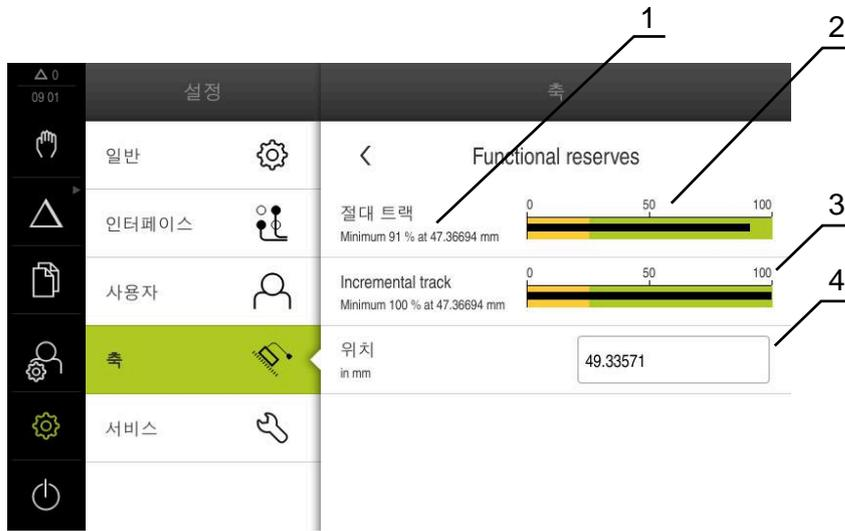 1
2
0
09 01
설정
축
일반
Functional reserves
인터페이스
절대 트랙
Minimum 91 % at 47.36694 mm
0 50 100
3
사용자
Incremental track
Minimum 100 % at 47.36694 mm
0 50 100
4
축
위치
in mm
49.33571
서비스